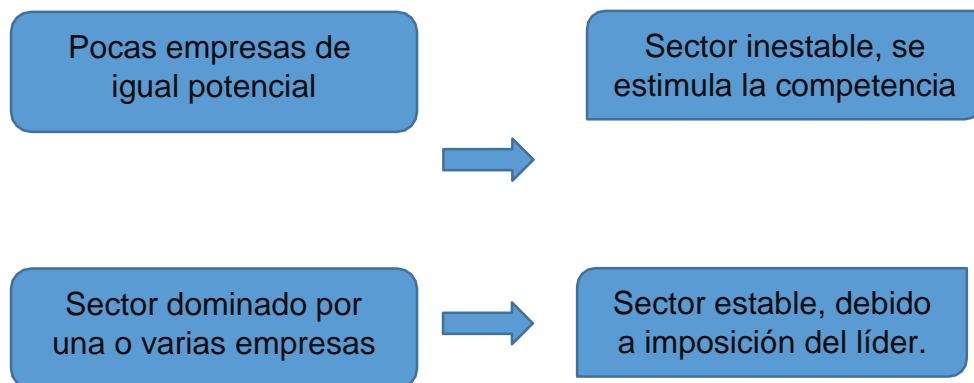 Pocas empresas de
igual potencial
Sector inestable, se
estimula la competencia
Sector dominado por
una o varias empresas
Sector estable, debido
a imposición del líder.